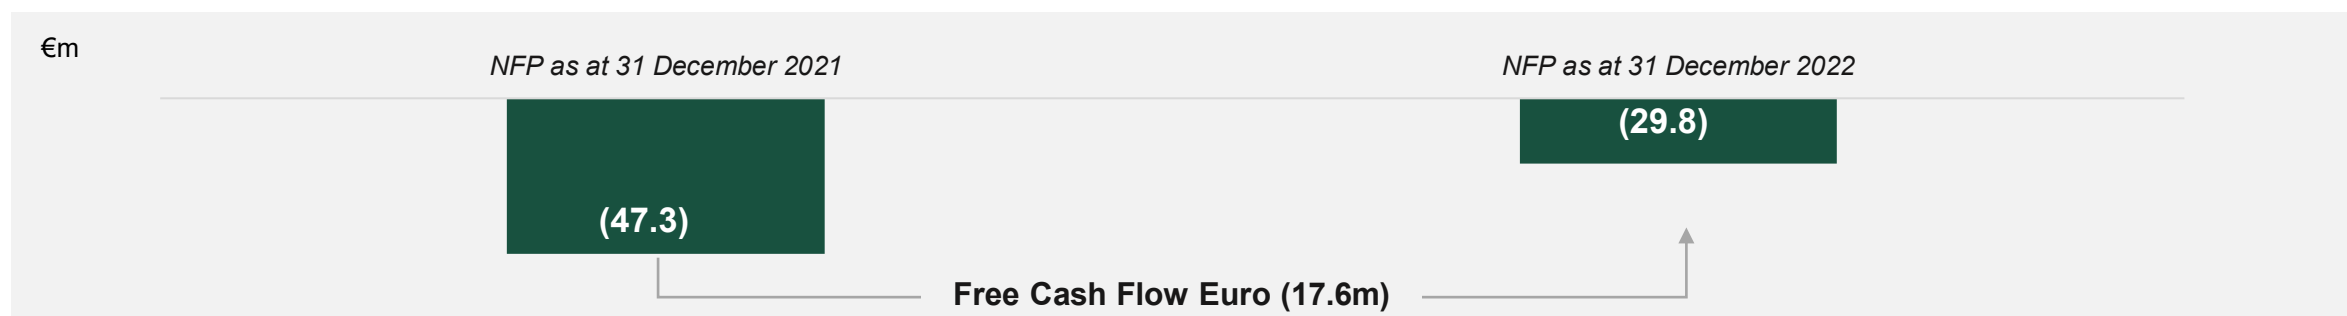 €m
NFP as at 31 December 2021
NFP as at 31 December 2022
(29.8)
(47.3)
Free Cash Flow Euro (17.6m)